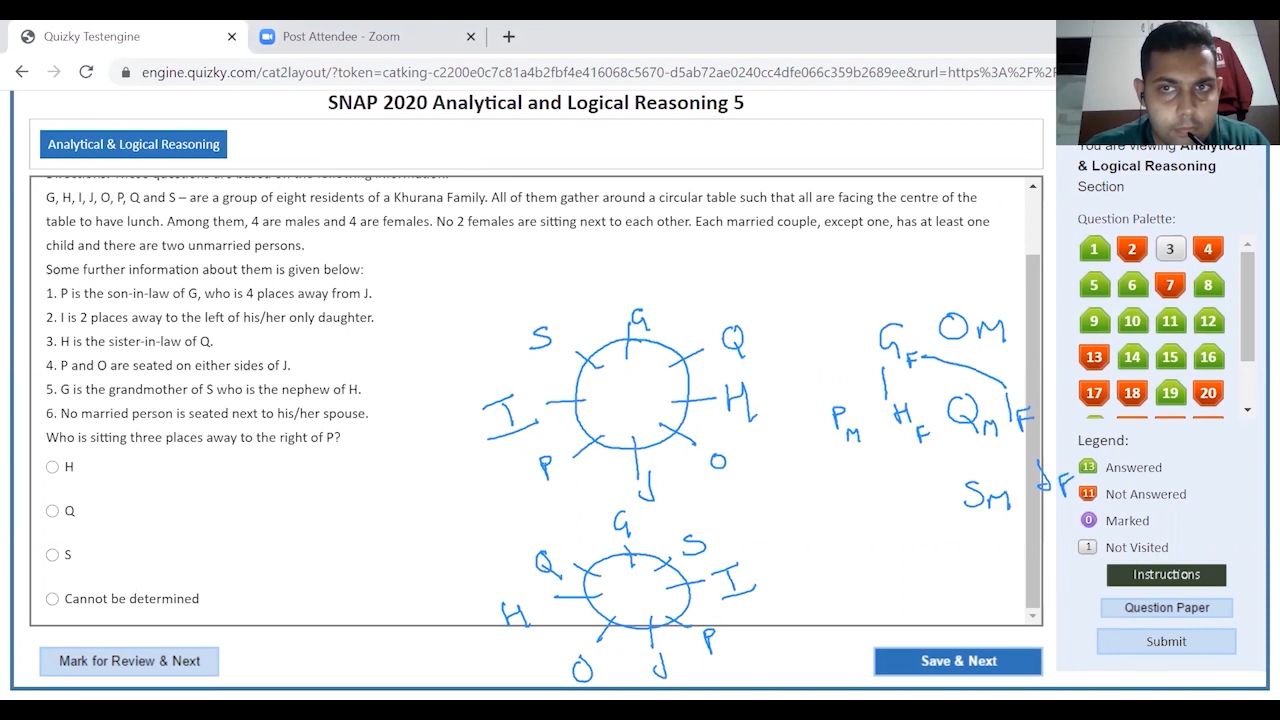 Quizky Testengine
Post Attendee - Zoom
engine.quizky.com/cat2layout/?token=catking-c2200e0c7c81a4b2fbf4e416068c5670-d5ab72ae0240cc4dfe066c359b2689ee&rurl=https%3A%2F%2F
SNAP 2020 Analytical and Logical Reasoning 5
Analytical & Logical Reasoning
G, H, I, J, O, P, Q and S – are a group of eight residents of a Khurana Family. All of them gather around a circular table such that all are facing the centre of the
table to have lunch. Among them, 4 are males and 4 are females. No 2 females are sitting next to each other. Each married couple, except one, has at least one
child and there are two unmarried persons.
Some further information about them is given below:
1. P is the son-in-law of G, who is 4 places away from J.
2. I is 2 places away to the left of his/her only daughter.
3. H is the sister-in-law of Q.
4. P and O are seated on either sides of J.
5. G is the grandmother of S who is the nephew of H.
6. No married person is seated next to his/her spouse.
Who is sitting three places away to the right of P?
H
Q
S
Cannot be determined
G
S Q
I H
P O
J
G
Q S
H I
O P
J
G F O M
P M H F Q M F
S M J F
You are viewing Analytical
& Logical Reasoning
Section
Question Palette:
1 2 3 4
5 6 7 8
9 10 11 12
13 14 15 16
17 18 19 20
Legend:
13 Answered
11 Not Answered
0 Marked
1 Not Visited
Instructions
Question Paper
Submit
Mark for Review & Next
Save & Next